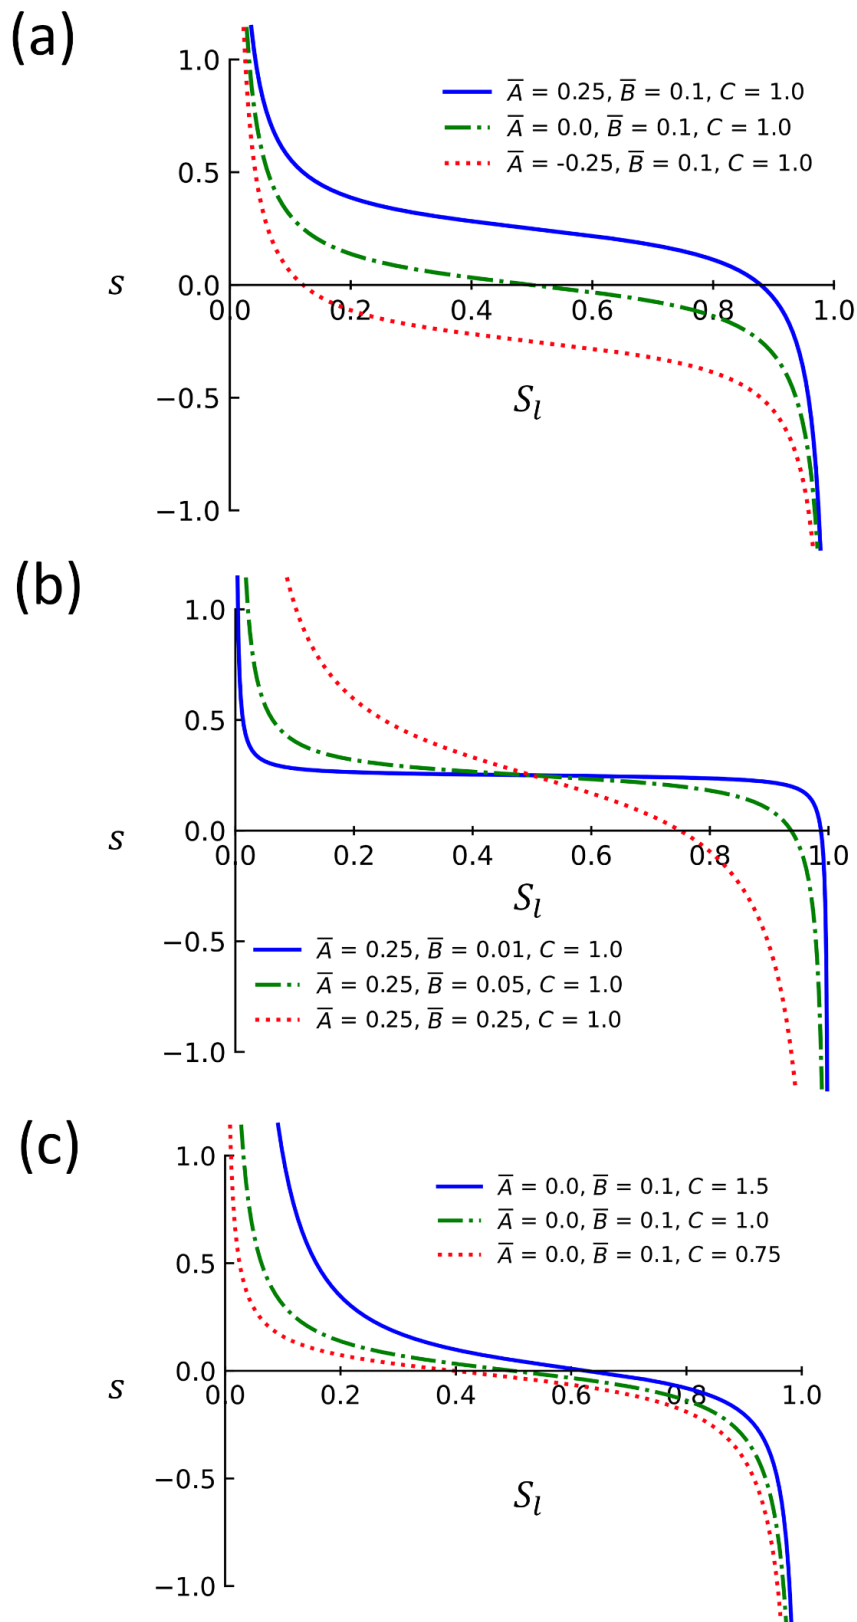 (a)
1.0
A̅ = 0.25, B̅ = 0.1, C = 1.0
A̅ = 0.0, B̅ = 0.1, C = 1.0
A̅ = -0.25, B̅ = 0.1, C = 1.0
0.5
s
0.0
0.0 0.2 0.4 0.6 0.8 1.0
S_l
−0.5
−1.0
(b)
1.0
0.5
s
0.0
0.0 0.2 0.4 0.6 0.8 1.0
S_l
−0.5
A̅ = 0.25, B̅ = 0.01, C = 1.0
A̅ = 0.25, B̅ = 0.05, C = 1.0
A̅ = 0.25, B̅ = 0.25, C = 1.0
−1.0
(c)
1.0
A̅ = 0.0, B̅ = 0.1, C = 1.5
A̅ = 0.0, B̅ = 0.1, C = 1.0
A̅ = 0.0, B̅ = 0.1, C = 0.75
0.5
s
0.0
0.0 0.2 0.4 0.6 0.8 1.0
−0.5
S_l
−1.0